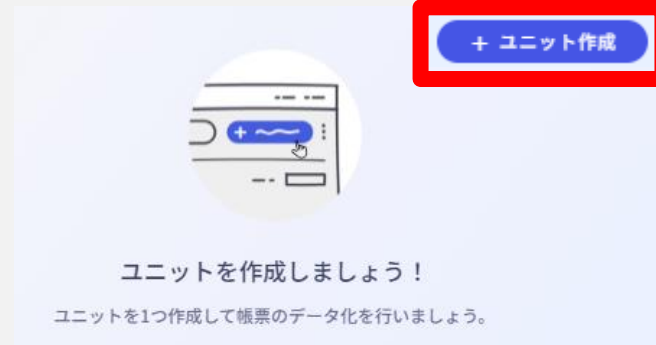 + ユニット作成
ユニットを作成しましょう！
ユニットを1つ作成して帳票のデータ化を行いましょう。